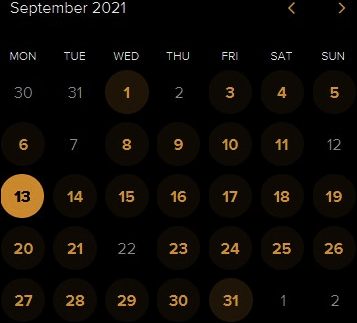 September 2021
MON TUE WED THU FRI SAT SUN
30 31 1 2 3 4 5
6 7 8 9 10 11 12
13 14 15 16 17 18 19
20 21 22 23 24 25 26
27 28 29 30 31 1 2